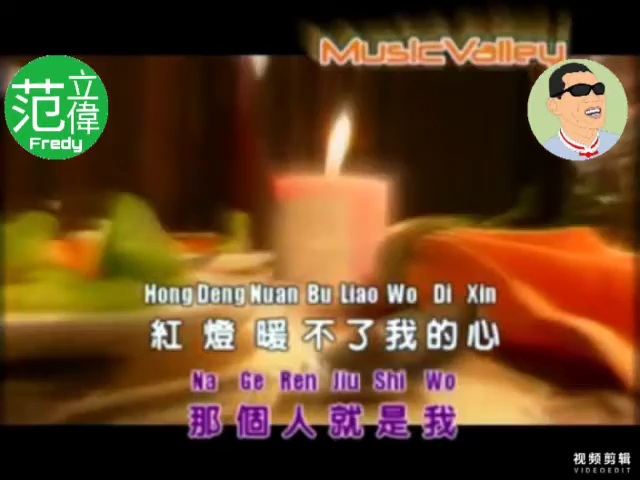 MusicValley
范立偉
Fredy
Hong Deng Nuan Bu Liao Wo Di Xin
紅燈暖不了我的心
Na Ge Ren Jiu Shi Wo
那個人就是我
视频剪辑
VIDEOEDIT